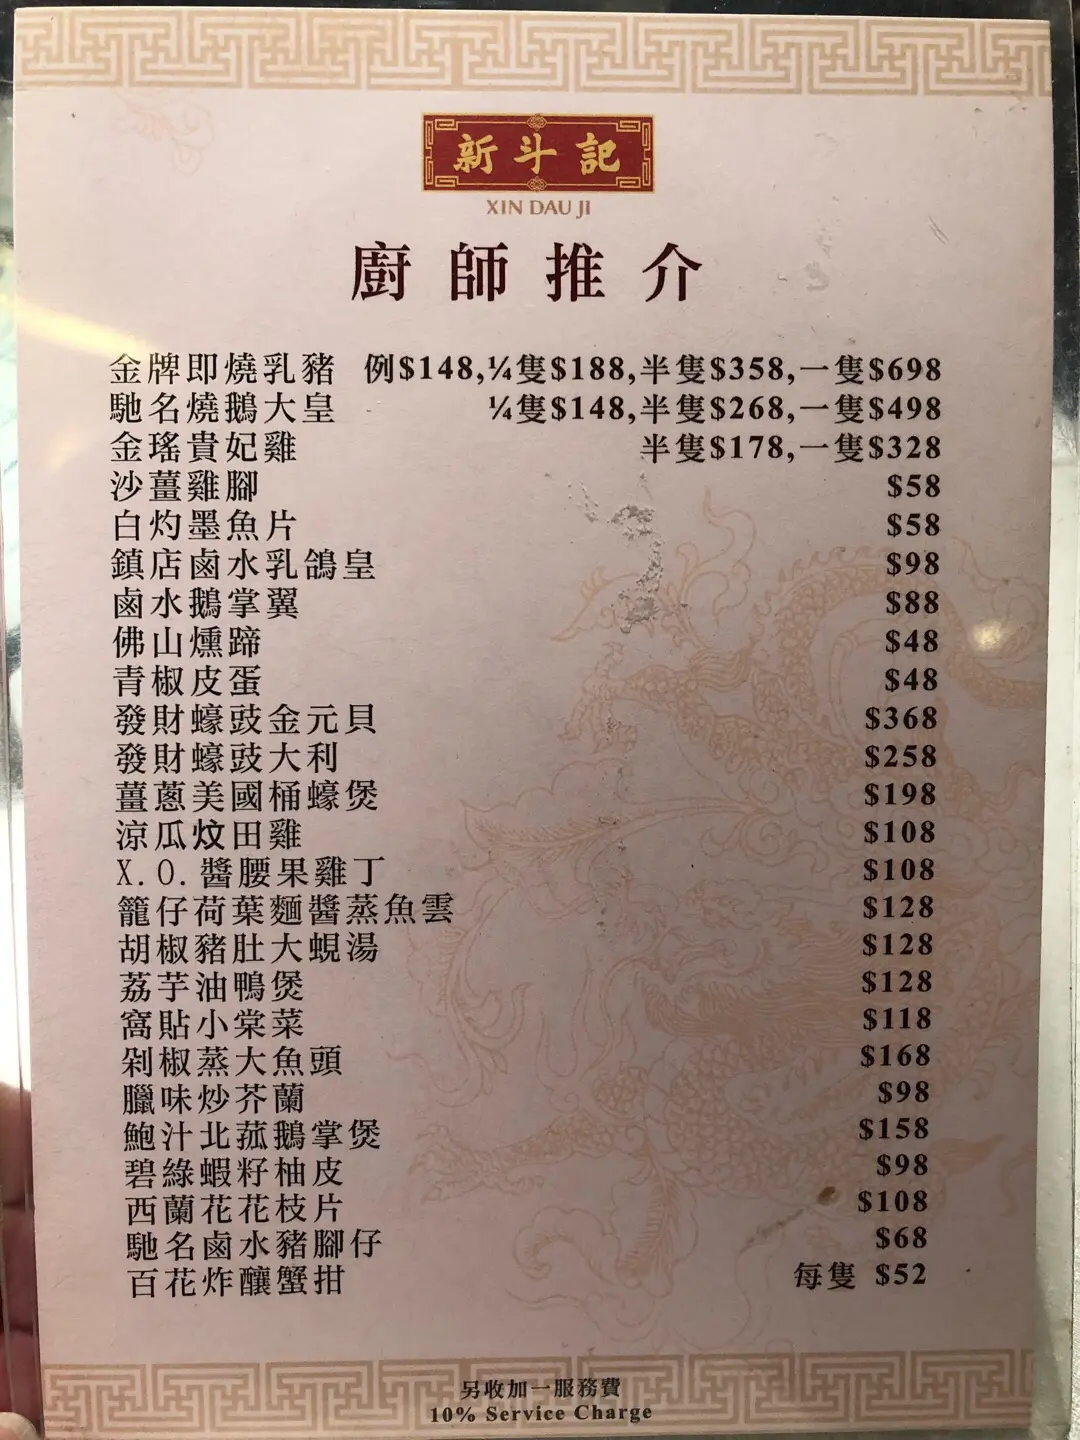 新斗記
XIN DAU JI
廚師推介
金牌即燒乳豬 例$148,¼隻$188,半隻$358,一隻$698
馳名燒鵝大皇 ¼隻$148,半隻$268,一隻$498
金瑤貴妃雞 半隻$178,一隻$328
沙薑雞腳 $58
白灼墨魚片 $58
鎮店鹵水乳鴿皇 $98
鹵水鵝掌翼 $88
佛山燻蹄 $48
青椒皮蛋 $48
發財蠔豉金元貝 $368
發財蠔豉大利 $258
薑蔥美國桶蠔煲 $198
涼瓜炆田雞 $108
X.O.醬腰果雞丁 $108
籠仔荷葉麵醬蒸魚雲 $128
胡椒豬肚大蜆湯 $128
荔芋油鴨煲 $128
窩貼小棠菜 $118
剁椒蒸大魚頭 $168
臘味炒芥蘭 $98
鮑汁北菰鵝掌煲 $158
碧綠蝦籽柚皮 $98
西蘭花花枝片 $108
馳名鹵水豬腳仔 $68
百花炸釀蟹拑 每隻 $52
另收加一服務費
10% Service Charge